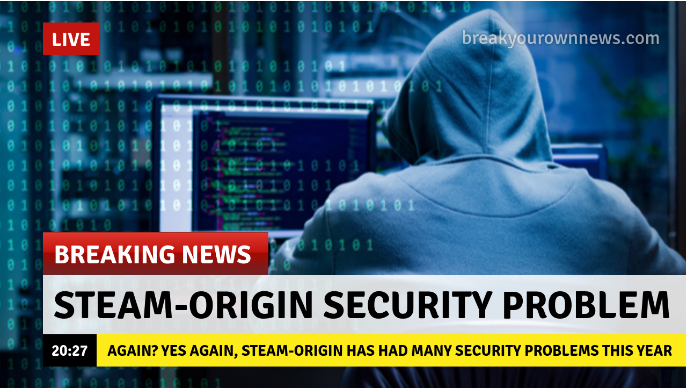 LIVE
breakyourownnews.com
BREAKING NEWS
STEAM-ORIGIN SECURITY PROBLEM
20:27 AGAIN? YES AGAIN, STEAM-ORIGIN HAS HAD MANY SECURITY PROBLEMS THIS YEAR